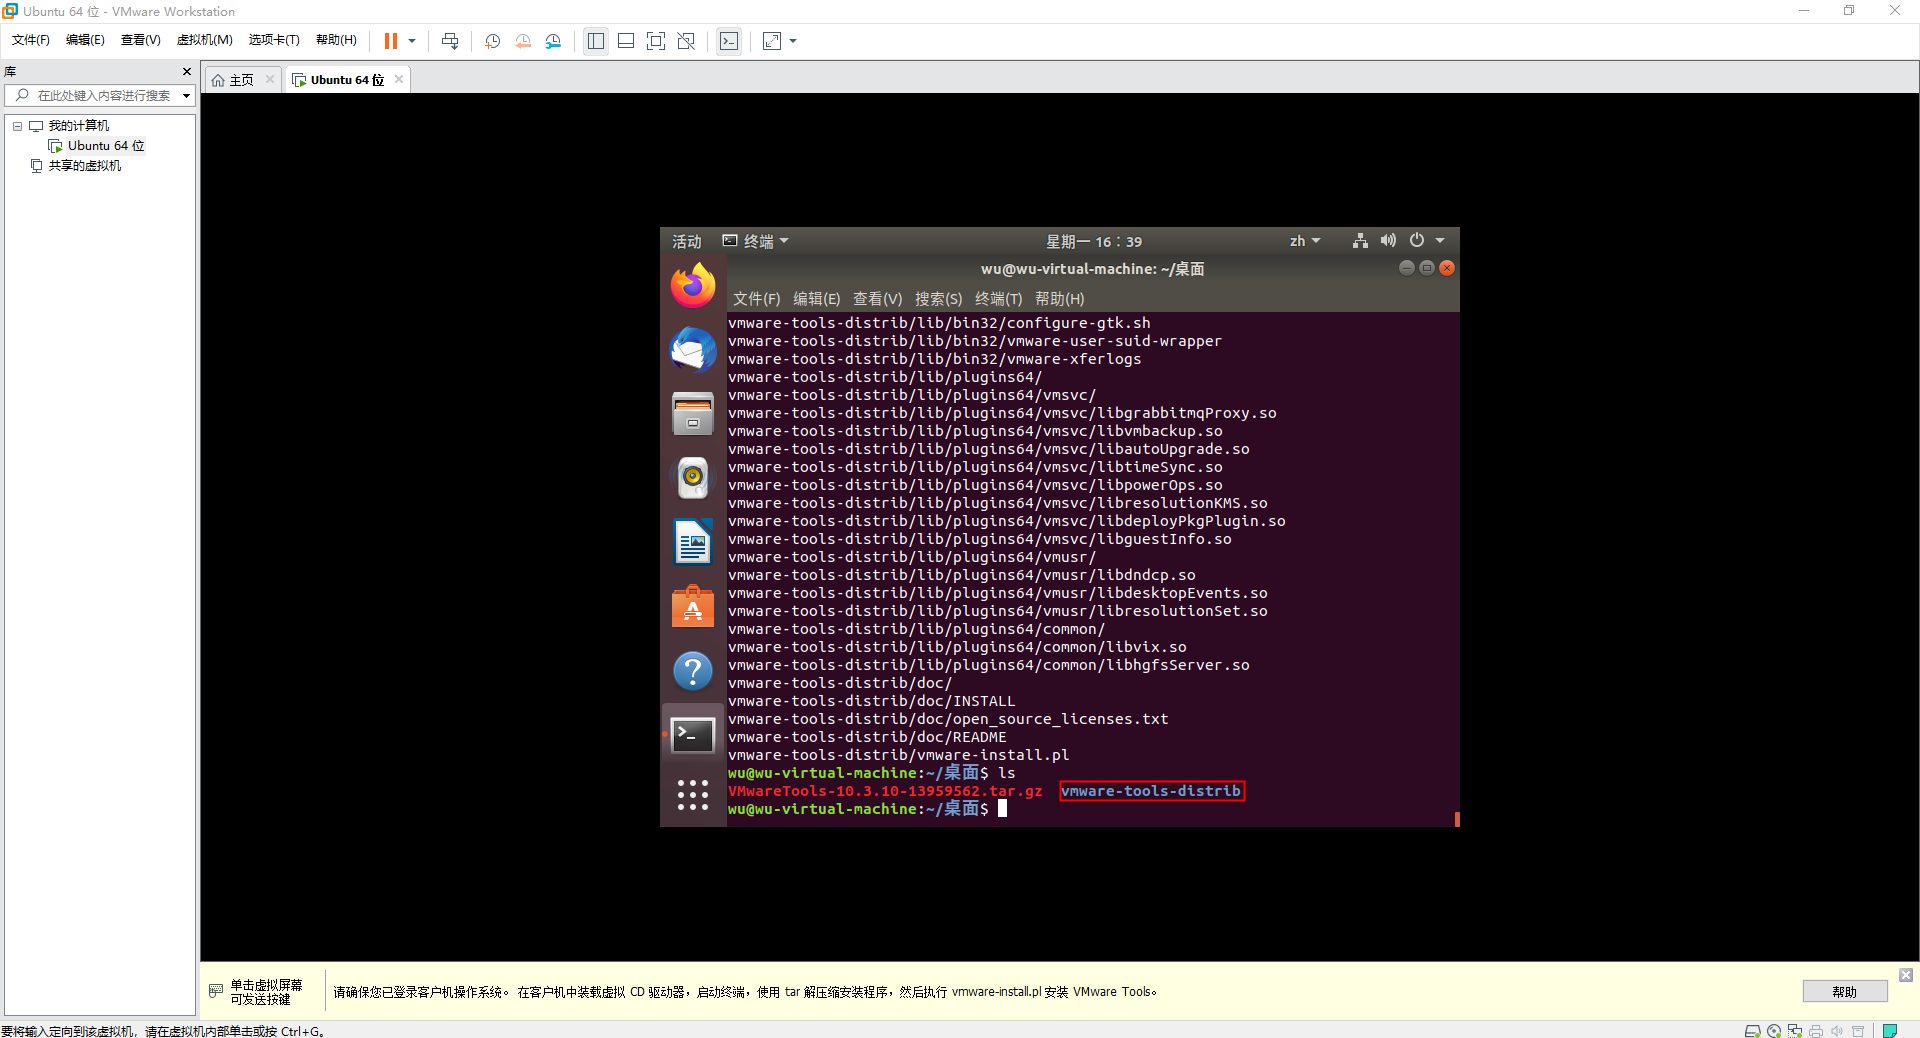 Ubuntu 64 位 - VMware Workstation
文件(F) 编辑(E) 查看(V) 虚拟机(M) 选项卡(T) 帮助(H)
库
主页
Ubuntu 64 位
在此处键入内容进行搜索
我的计算机
Ubuntu 64 位
共享的虚拟机
活动 终端 星期一 16∶39 zh
wu@wu-virtual-machine: ~/桌面
文件(F) 编辑(E) 查看(V) 搜索(S) 终端(T) 帮助(H)
vmware-tools-distrib/lib/bin32/configure-gtk.sh
vmware-tools-distrib/lib/bin32/vmware-user-suid-wrapper
vmware-tools-distrib/lib/bin32/vmware-xferlogs
vmware-tools-distrib/lib/plugins64/
vmware-tools-distrib/lib/plugins64/vmsvc/
vmware-tools-distrib/lib/plugins64/vmsvc/libgrabbitmqProxy.so
vmware-tools-distrib/lib/plugins64/vmsvc/libvmbackup.so
vmware-tools-distrib/lib/plugins64/vmsvc/libautoUpgrade.so
vmware-tools-distrib/lib/plugins64/vmsvc/libtimeSync.so
vmware-tools-distrib/lib/plugins64/vmsvc/libpowerOps.so
vmware-tools-distrib/lib/plugins64/vmsvc/libresolutionKMS.so
vmware-tools-distrib/lib/plugins64/vmsvc/libdeployPkgPlugin.so
vmware-tools-distrib/lib/plugins64/vmsvc/libguestInfo.so
vmware-tools-distrib/lib/plugins64/vmusr/
vmware-tools-distrib/lib/plugins64/vmusr/libdndcp.so
vmware-tools-distrib/lib/plugins64/vmusr/libdesktopEvents.so
vmware-tools-distrib/lib/plugins64/vmusr/libresolutionSet.so
vmware-tools-distrib/lib/plugins64/common/
vmware-tools-distrib/lib/plugins64/common/libvix.so
vmware-tools-distrib/lib/plugins64/common/libhgfsServer.so
vmware-tools-distrib/doc/
vmware-tools-distrib/doc/INSTALL
vmware-tools-distrib/doc/open_source_licenses.txt
vmware-tools-distrib/doc/README
vmware-tools-distrib/vmware-install.pl
wu@wu-virtual-machine:~/桌面$ ls
VMwareTools-10.3.10-13959562.tar.gz vmware-tools-distrib
wu@wu-virtual-machine:~/桌面$
单击虚拟屏幕
可发送按键
请确保您已登录客户机操作系统。在客户机中装载虚拟 CD 驱动器，启动终端，使用 tar 解压缩安装程序，然后执行 vmware-install.pl 安装 VMware Tools。
帮助
要将输入定向到该虚拟机，请在虚拟机内部单击或按 Ctrl+G。